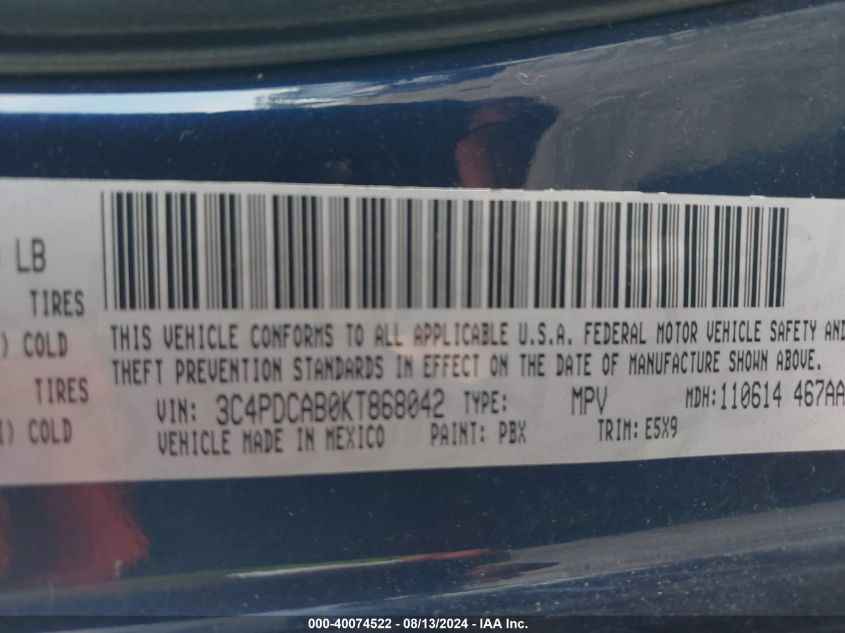 LB
TIRES
) COLD
TIRES
) COLD
THIS VEHICLE CONFORMS TO ALL APPLICABLE U.S.A. FEDERAL MOTOR VEHICLE SAFETY AND
THEFT PREVENTION STANDARDS IN EFFECT ON THE DATE OF MANUFACTURE SHOWN ABOVE.
VIN: 3C4PDCAB0KT868042 TYPE: MPV MDH: 110614 467AA
VEHICLE MADE IN MEXICO PAINT: PBX TRIM: E5X9
000-40074522 - 08/13/2024 - IAA Inc.